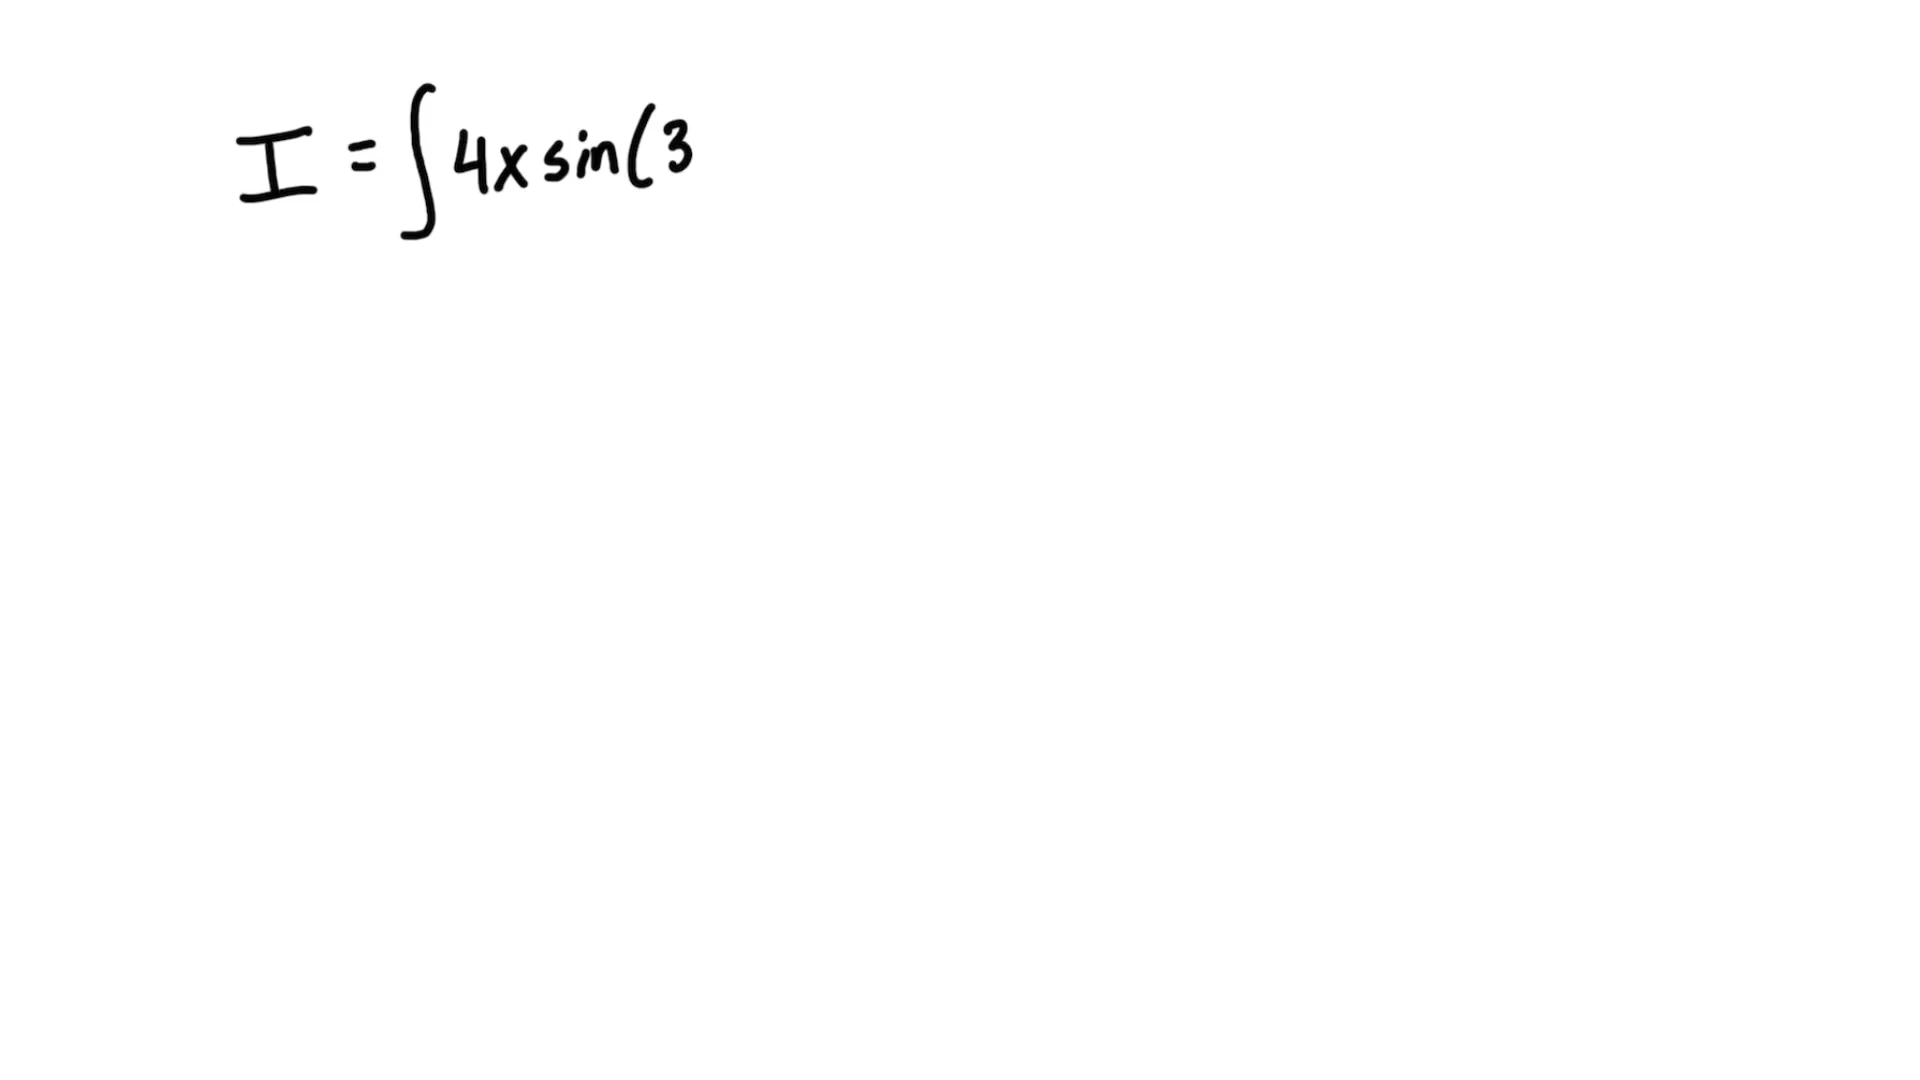 I = ∫ 4x sin(3